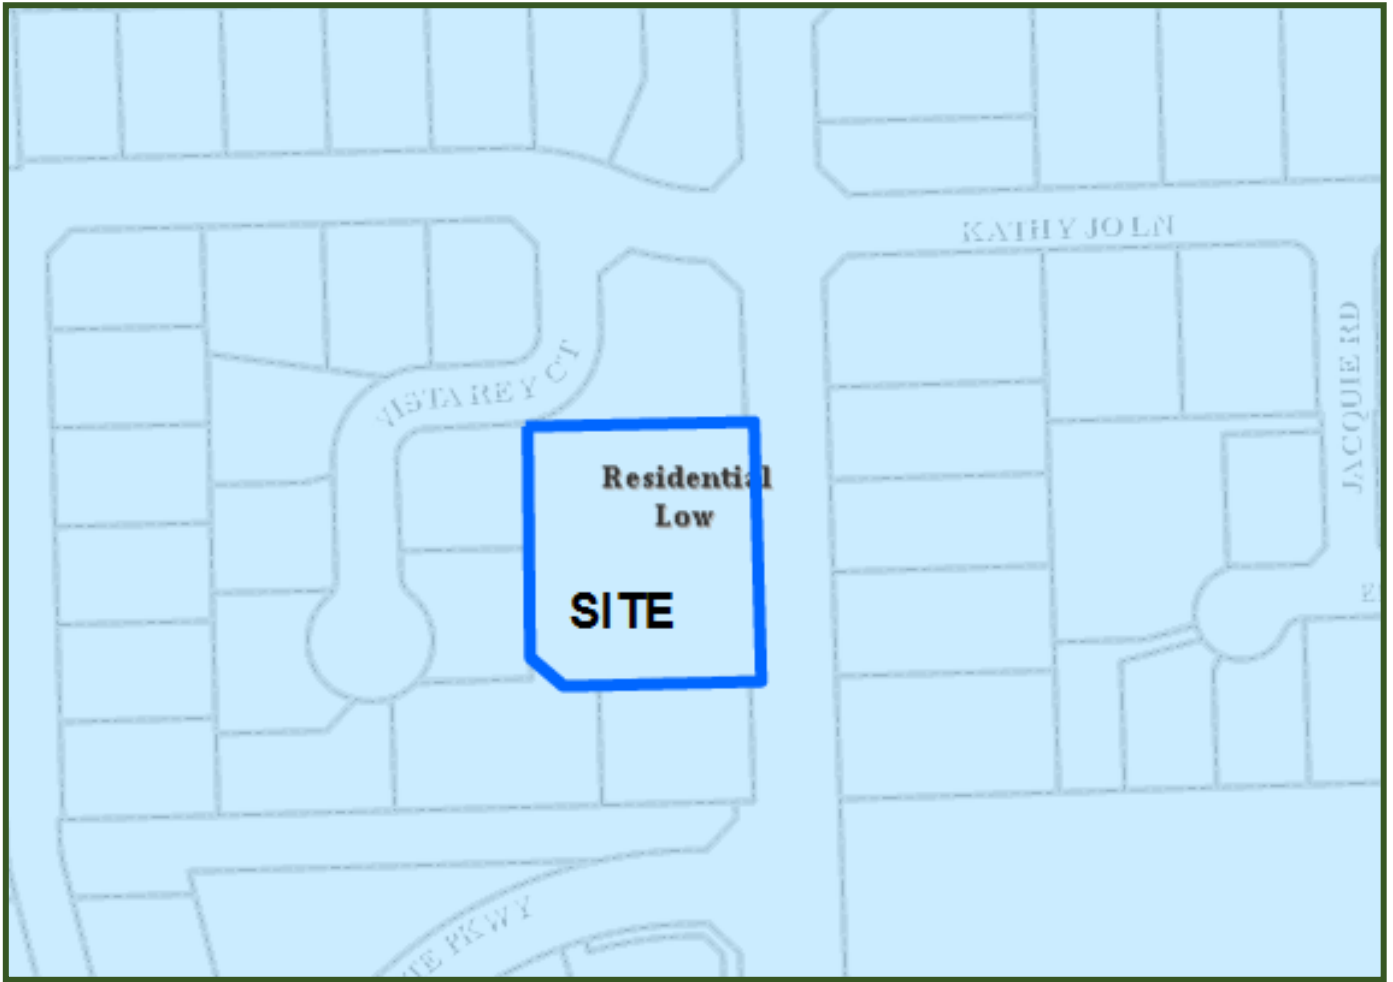 KATHY JO LN
JACQUIE RD
VISTA REY CT
Residential
Low
SITE
PKWY